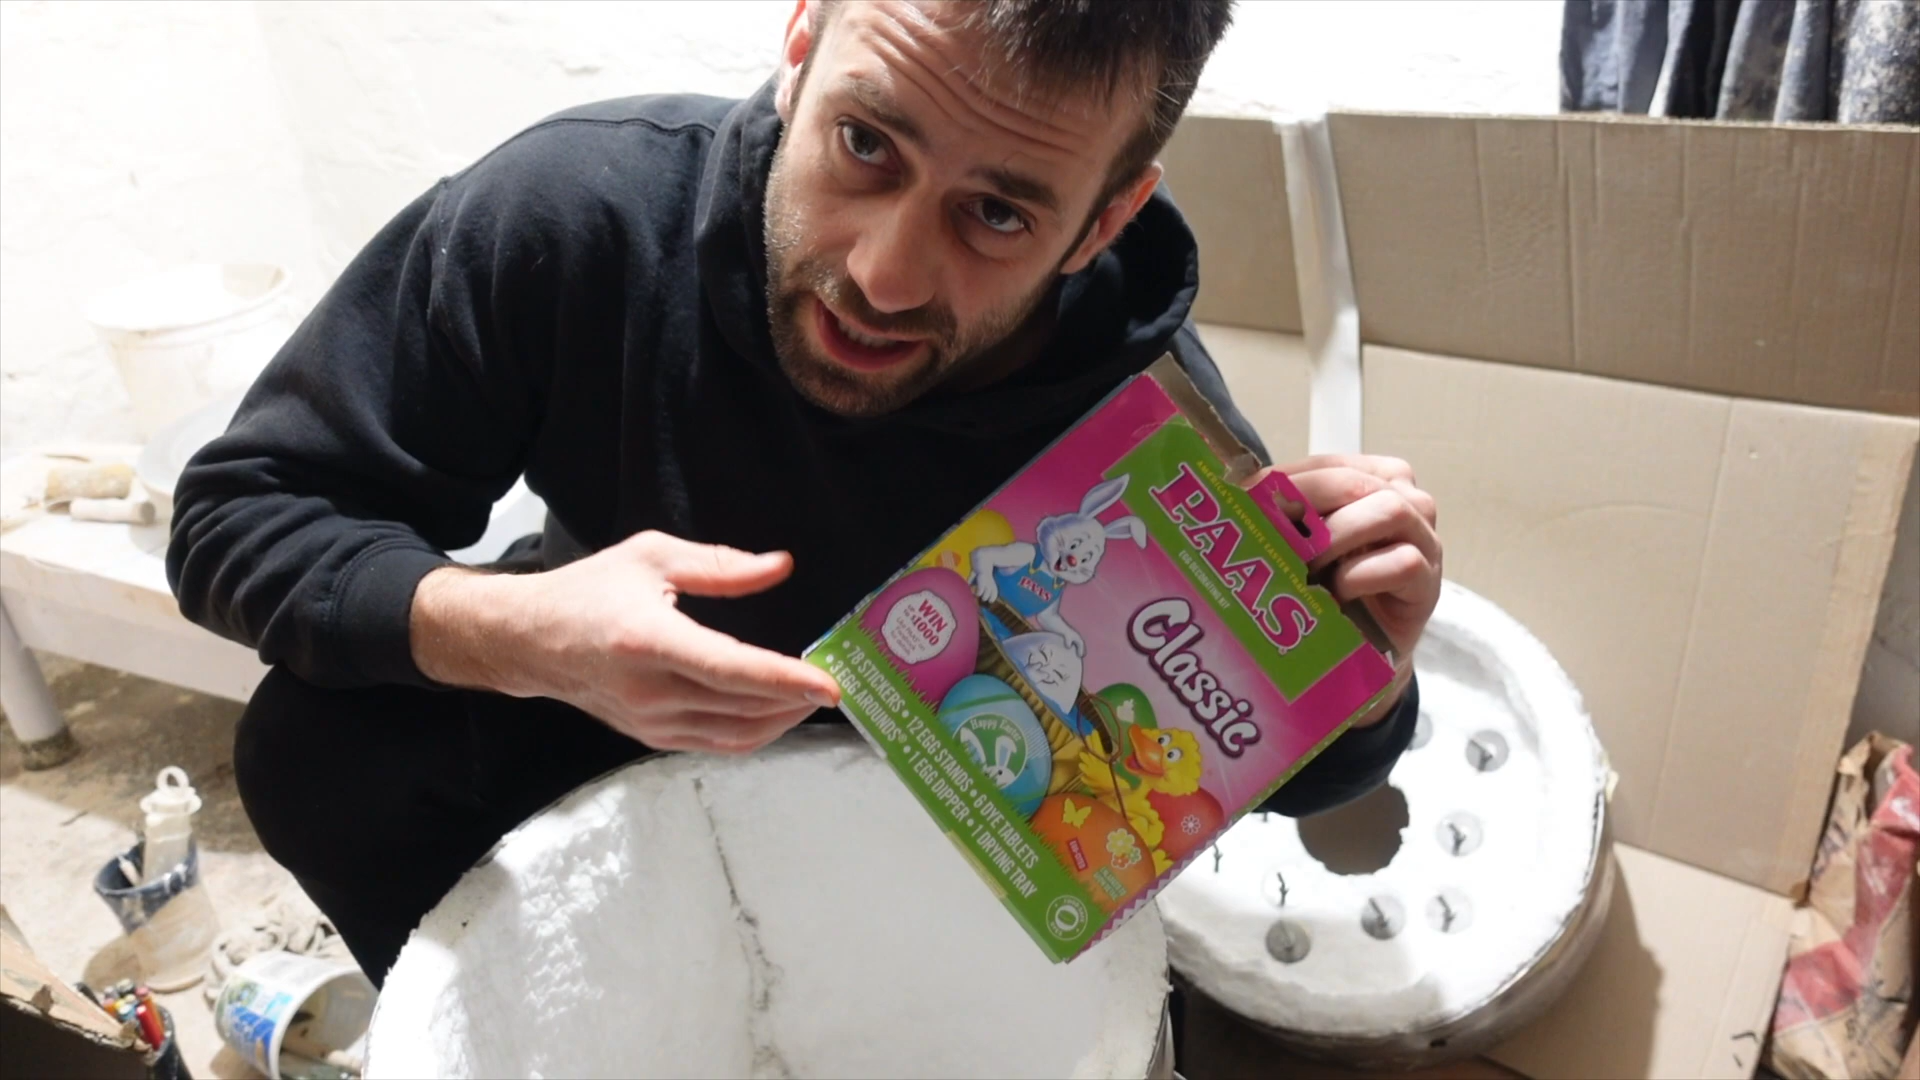 AMERICA'S FAVORITE EASTER TRADITION
PAAS
EGG DECORATING KIT
Classic
PAAS
WIN
$1000
Happy Easter
• 78 STICKERS • 12 EGG STANDS • 6 DYE TABLETS
• 3 EGG AROUNDS® • 1 EGG DIPPER • 1 DRYING TRAY